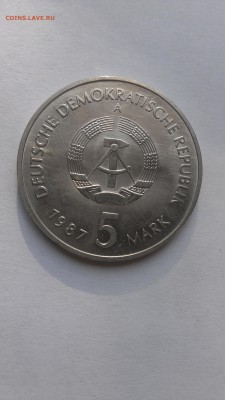 COINS.LAVE.RU
DEUTSCHE DEMOKRATISCHE REPUBLIK
A
1987 5 MARK